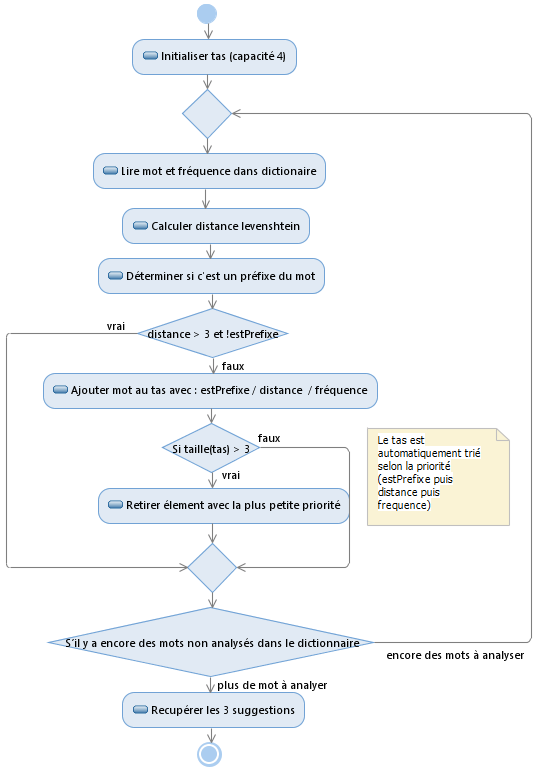 Initialiser tas (capacité 4)
Lire mot et fréquence dans dictionaire
Calculer distance levenshtein
Déterminer si c'est un préfixe du mot
vrai
distance > 3 et !estPrefixe
faux
Ajouter mot au tas avec : estPrefixe / distance / fréquence
Si taille(tas) > 3
faux
vrai
Le tas est
automatiquement trié
selon la priorité
(estPrefixe puis
distance puis
frequence)
Retirer élement avec la plus petite priorité
S'il y a encore des mots non analysés dans le dictionnaire
encore des mots à analyser
plus de mot à analyer
Recupérer les 3 suggestions